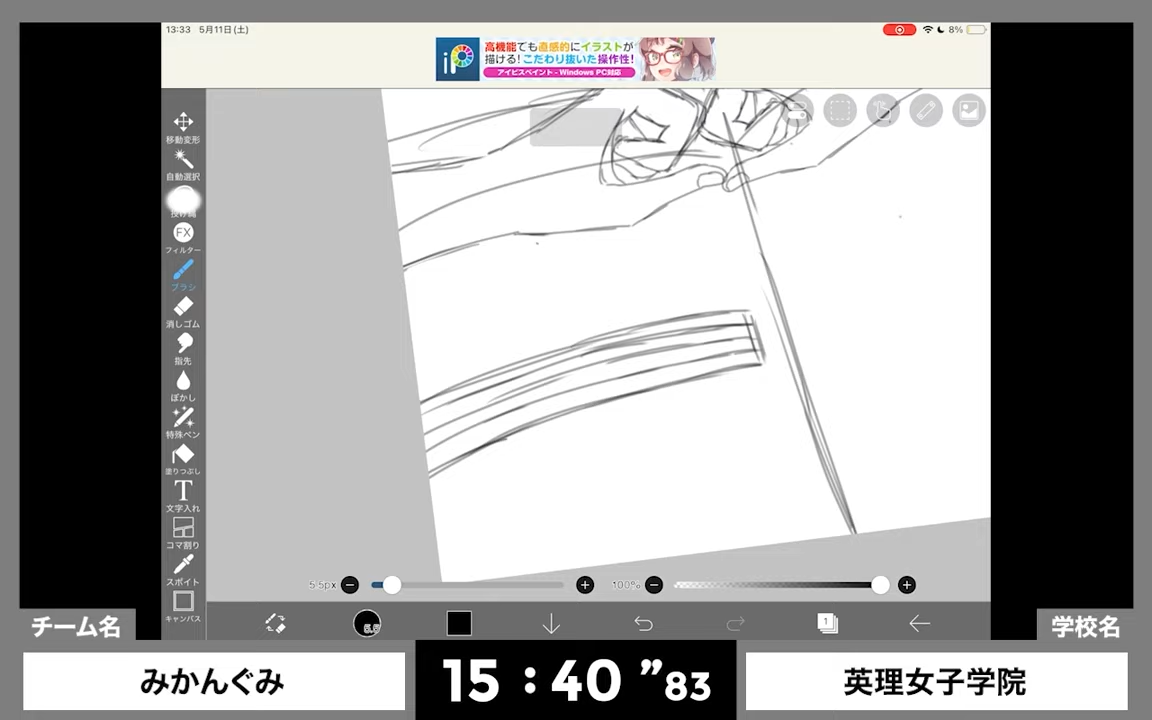 13:33 5月11日(土)
8%
高機能でも直感的にイラストが
描ける!こだわり抜いた操作性!
アイビスペイント - Windows PC対応
移動変形
自動選択
FX
フィルター
ブラシ
消しゴム
指先
ぼかし
特殊ペン
塗りつぶし
T
文字入れ
コマ割り
スポイト
キャンバス
5.5px
100%
5.5
1
チーム名
学校名
みかんぐみ
15:40"83
英理女子学院